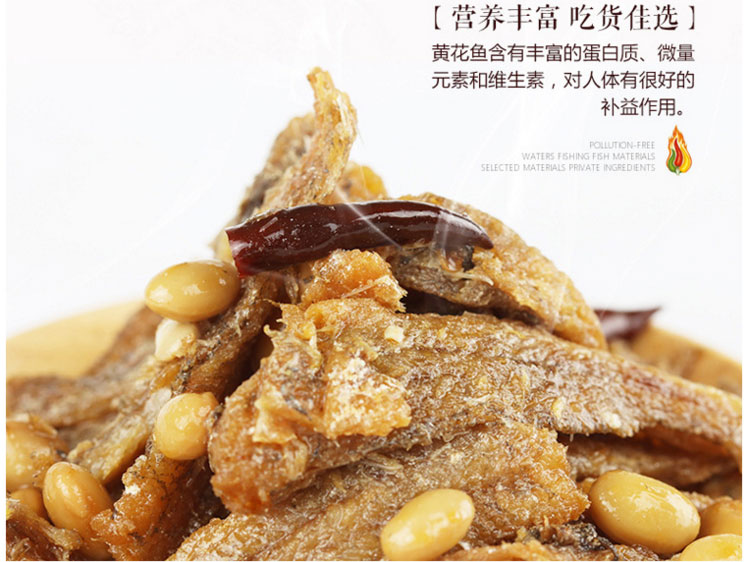 【 营养丰富 吃货住选 】
黄花鱼含有丰富的蛋白质、微量
元素和维生素，对人体有很好的
补益作用。
POLLUTION-FREE
WATERS FISHING FISH MATERIALS
SELECTED MATERIALS PRIVATE INGREDIENTS